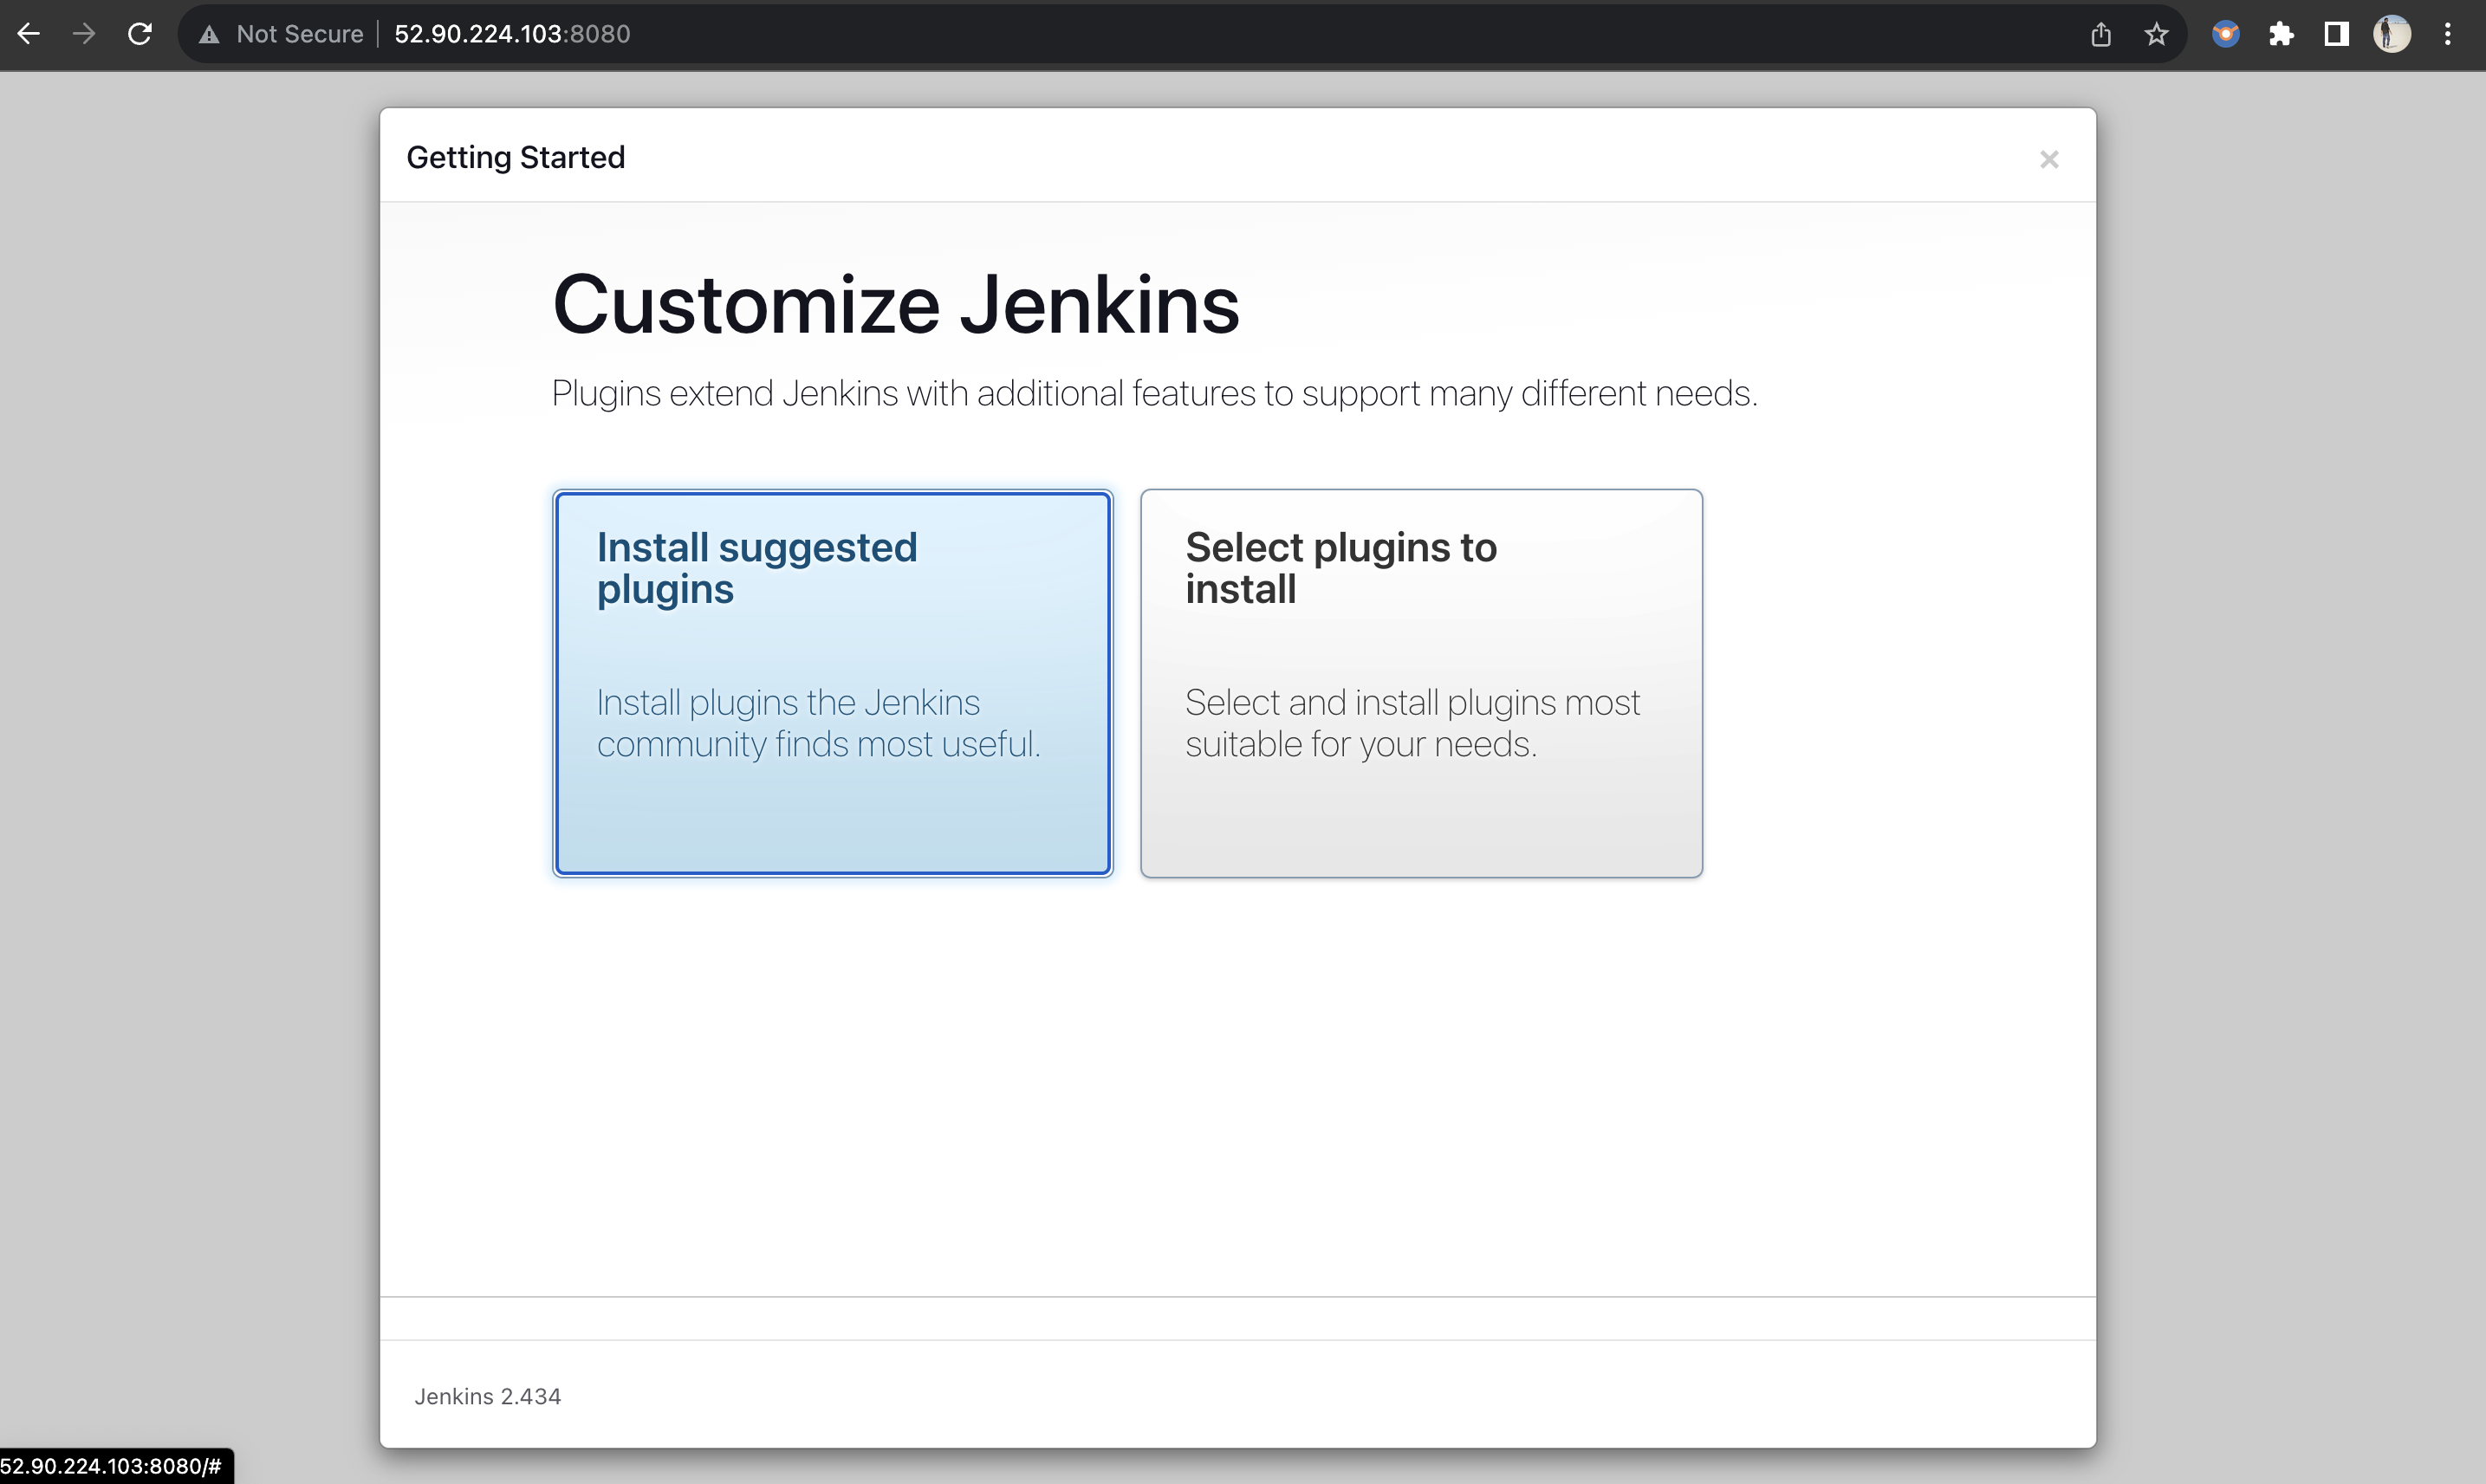 Not Secure 52.90.224.103:8080
Getting Started
Customize Jenkins
Plugins extend Jenkins with additional features to support many different needs.
Install suggested
plugins
Install plugins the Jenkins
community finds most useful.
Select plugins to
install
Select and install plugins most
suitable for your needs.
Jenkins 2.434
52.90.224.103:8080/#